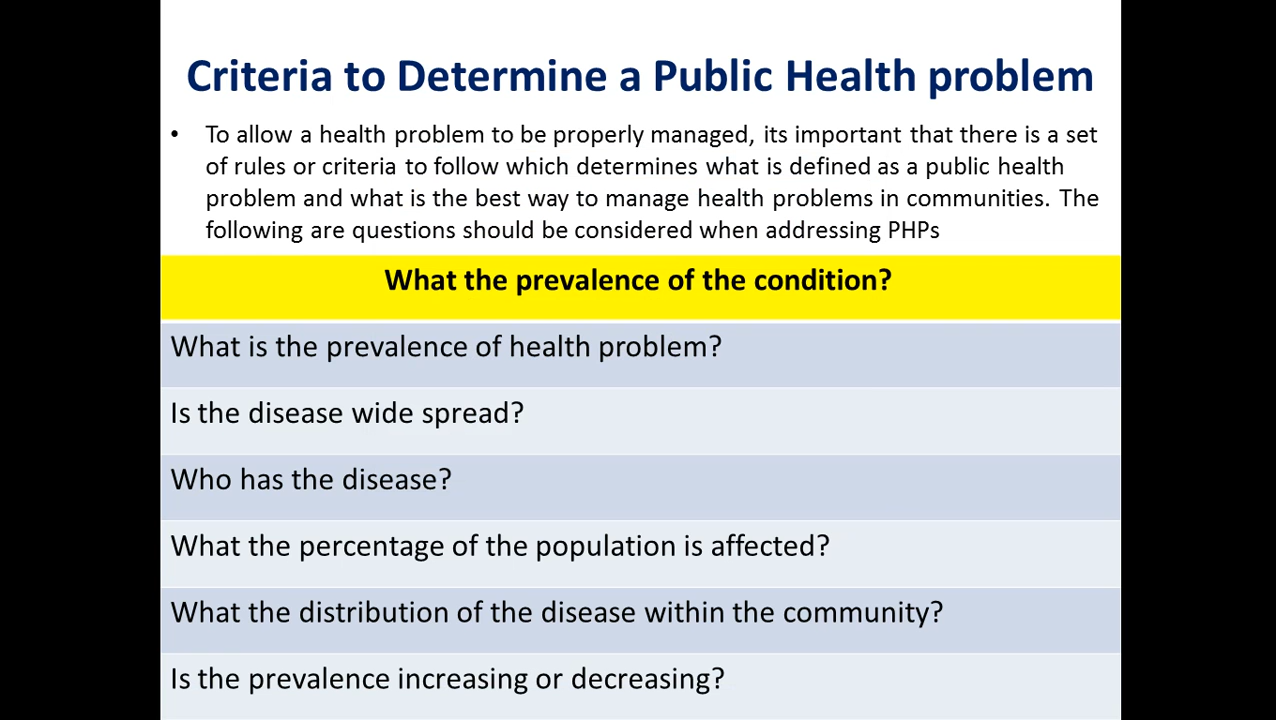 Criteria to Determine a Public Health problem
• To allow a health problem to be properly managed, its important that there is a set
of rules or criteria to follow which determines what is defined as a public health
problem and what is the best way to manage health problems in communities. The
following are questions should be considered when addressing PHPs
What the prevalence of the condition?
What is the prevalence of health problem?
Is the disease wide spread?
Who has the disease?
What the percentage of the population is affected?
What the distribution of the disease within the community?
Is the prevalence increasing or decreasing?